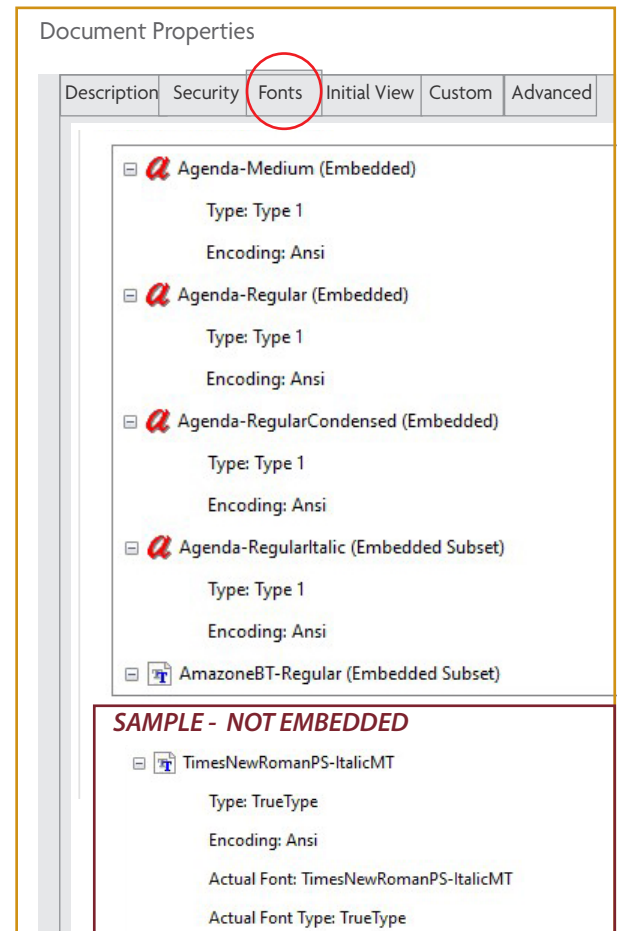 Document Properties
Description Security Fonts Initial View Custom Advanced
Agenda-Medium (Embedded)
Type: Type 1
Encoding: Ansi
Agenda-Regular (Embedded)
Type: Type 1
Encoding: Ansi
Agenda-RegularCondensed (Embedded)
Type: Type 1
Encoding: Ansi
Agenda-RegularItalic (Embedded Subset)
Type: Type 1
Encoding: Ansi
AmazoneBT-Regular (Embedded Subset)
SAMPLE - NOT EMBEDDED
TimesNewRomanPS-ItalicMT
Type: TrueType
Encoding: Ansi
Actual Font: TimesNewRomanPS-ItalicMT
Actual Font Type: TrueType